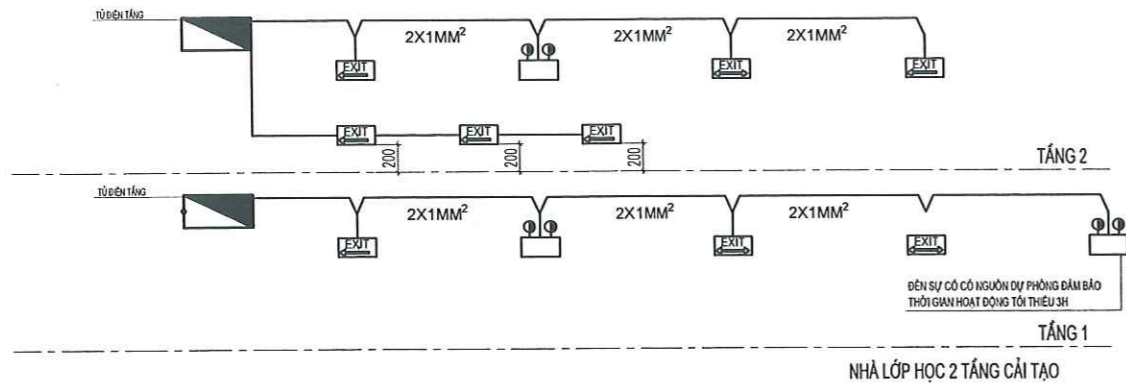 TỦ ĐIỆN TẦNG
2X1MM²
2X1MM²
2X1MM²
EXIT
EXIT
EXIT
EXIT
EXIT
EXIT
200
200
200
TẦNG 2
TỦ ĐIỆN TẦNG
2X1MM²
2X1MM²
2X1MM²
EXIT
EXIT
EXIT
ĐÈN SỰ CỐ CÓ NGUỒN DỰ PHÒNG ĐẢM BẢO
THỜI GIAN HOẠT ĐỘNG TỐI THIỂU 3H
TẦNG 1
NHÀ LỚP HỌC 2 TẦNG CẢI TẠO